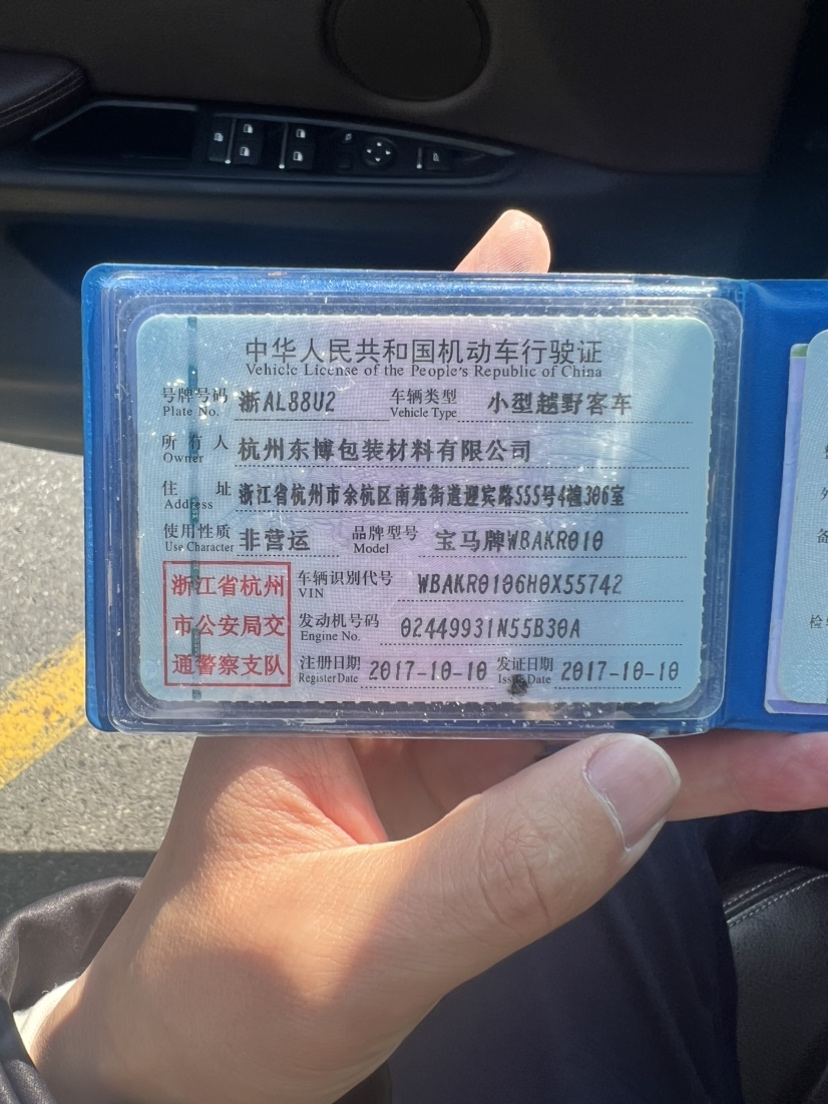 中华人民共和国机动车行驶证
Vehicle License of the People's Republic of China
号牌号码 浙AL88U2 车辆类型 小型越野客车
Plate No. Vehicle Type
所有人 杭州东博包装材料有限公司
Owner
住址 浙江省杭州市余杭区南苑街道迎宾路555号4幢306室
Address
使用性质 非营运 品牌型号 宝马牌WBAKR010
Use Character Model
浙江省杭州 车辆识别代号 WBAKR0106H0X55742
VIN
市公安局交 发动机号码 02449931N55B30A
Engine No.
通警察支队 注册日期 2017-10-10 发证日期 2017-10-10
Register Date Issue Date